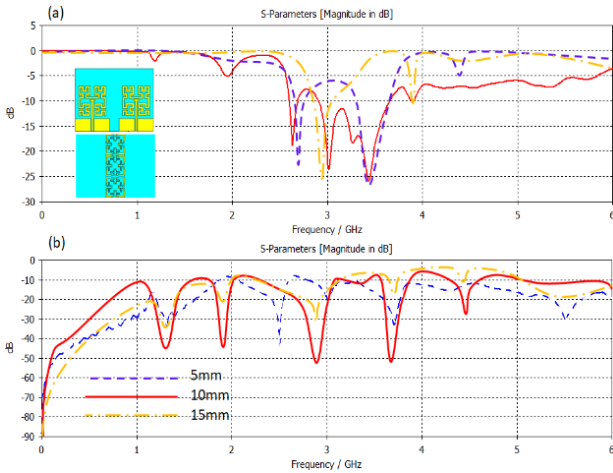 (a)
S-Parameters [Magnitude in dB]
5
0
-5
-10
-15
-20
-25
-30
dB
0 1 2 3 4 5 6
Frequency / GHz
(b)
S-Parameters [Magnitude in dB]
0
-10
-20
-30
-40
-50
-60
-70
-80
-90
dB
5mm
10mm
15mm
0 1 2 3 4 5 6
Frequency / GHz